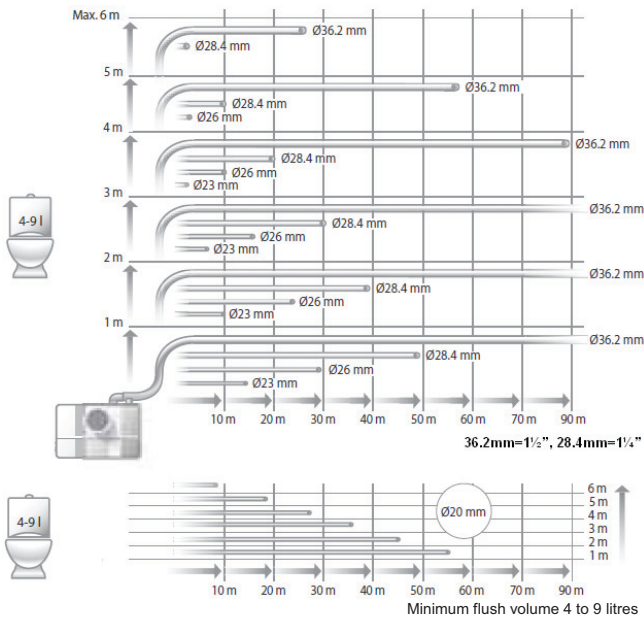 Max. 6 m
Ø36.2 mm
Ø28.4 mm
5 m
Ø36.2 mm
Ø28.4 mm
Ø26 mm
4 m
Ø36.2 mm
Ø28.4 mm
Ø26 mm
Ø23 mm
3 m
4-9 l
Ø36.2 mm
Ø28.4 mm
Ø26 mm
Ø23 mm
2 m
Ø36.2 mm
Ø28.4 mm
Ø26 mm
Ø23 mm
1 m
Ø36.2 mm
Ø28.4 mm
Ø26 mm
Ø23 mm
10 m 20 m 30 m 40 m 50 m 60 m 70 m 90 m
36.2mm=1½”, 28.4mm=1¼”
4-9 l
Ø20 mm
6 m
5 m
4 m
3 m
2 m
1 m
10 m 20 m 30 m 40 m 50 m 60 m 70 m 90 m
Minimum flush volume 4 to 9 litres